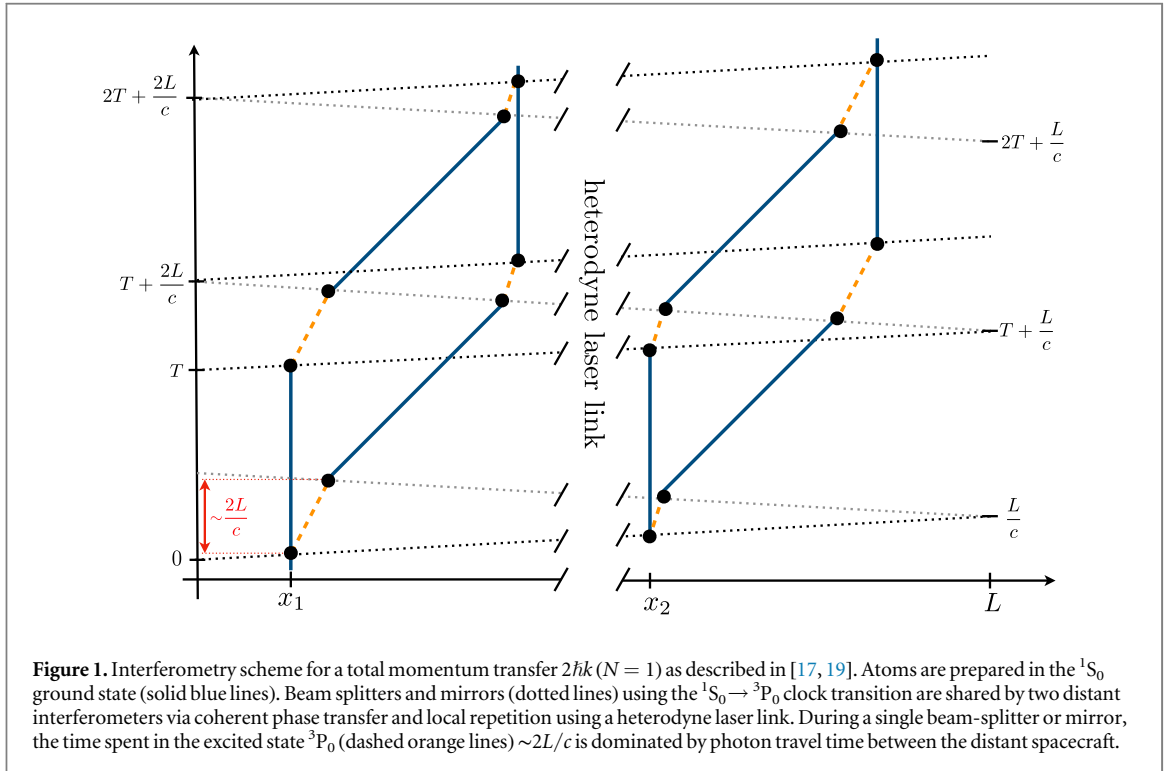 2T + 2L/c
2T + L/c
heterodyne laser link
T + 2L/c
T + L/c
T
~2L/c
L/c
0
x₁
x₂
L
Figure 1. Interferometry scheme for a total momentum transfer 2ℏk (N = 1) as described in [17, 19]. Atoms are prepared in the ¹S₀
ground state (solid blue lines). Beam splitters and mirrors (dotted lines) using the ¹S₀ → ³P₀ clock transition are shared by two distant
interferometers via coherent phase transfer and local repetition using a heterodyne laser link. During a single beam-splitter or mirror,
the time spent in the excited state ³P₀ (dashed orange lines) ~2L/c is dominated by photon travel time between the distant spacecraft.